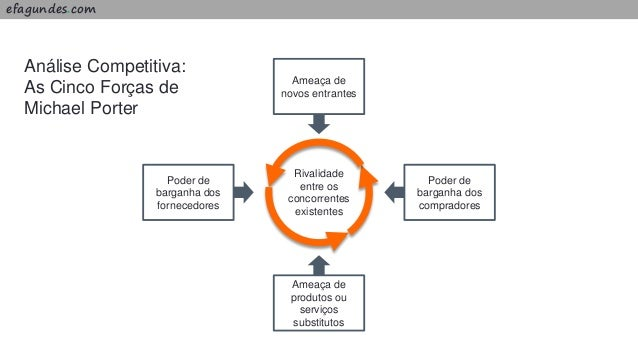 efagundes.com
Análise Competitiva:
As Cinco Forças de
Michael Porter
Ameaça de
novos entrantes
Poder de
barganha dos
fornecedores
Rivalidade
entre os
concorrentes
existentes
Poder de
barganha dos
compradores
Ameaça de
produtos ou
serviços
substitutos